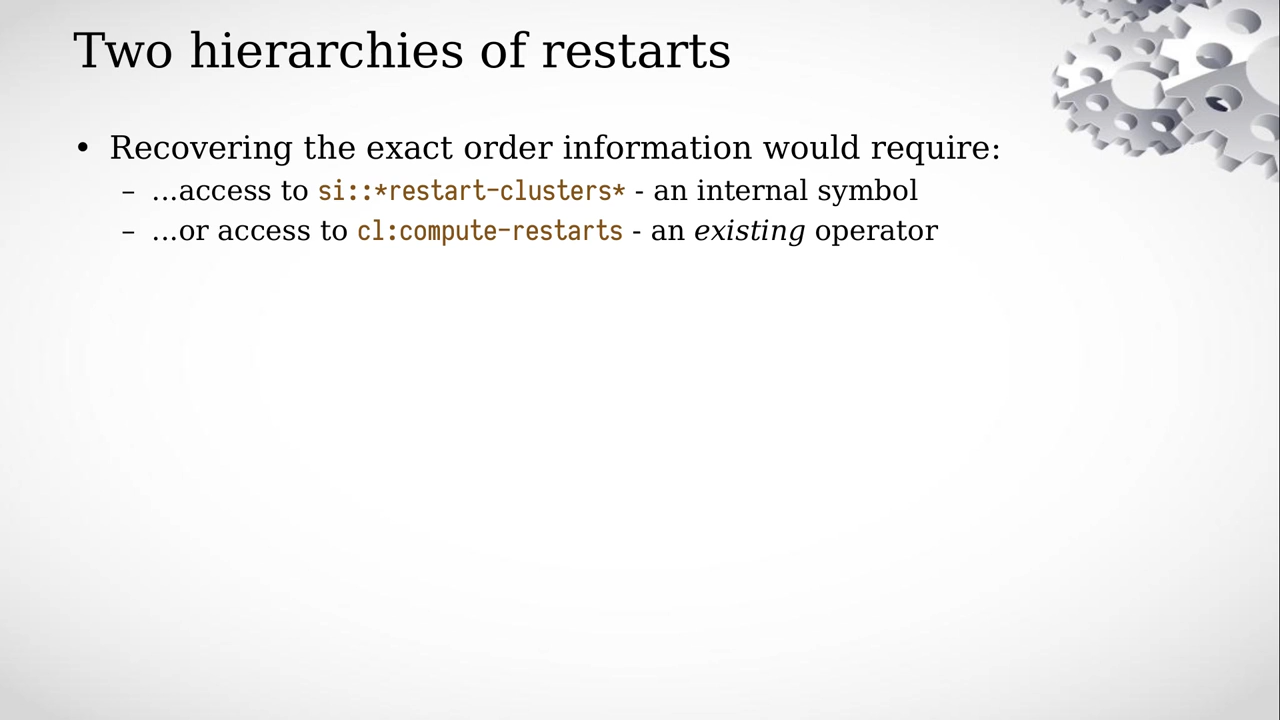 Two hierarchies of restarts
• Recovering the exact order information would require:
– ...access to si::*restart-clusters* - an internal symbol
– ...or access to cl:compute-restarts - an existing operator